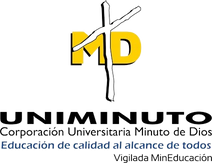 MD
UNIMINUTO
Corporación Universitaria Minuto de Dios
Educación de calidad al alcance de todos
Vigilada MinEducación